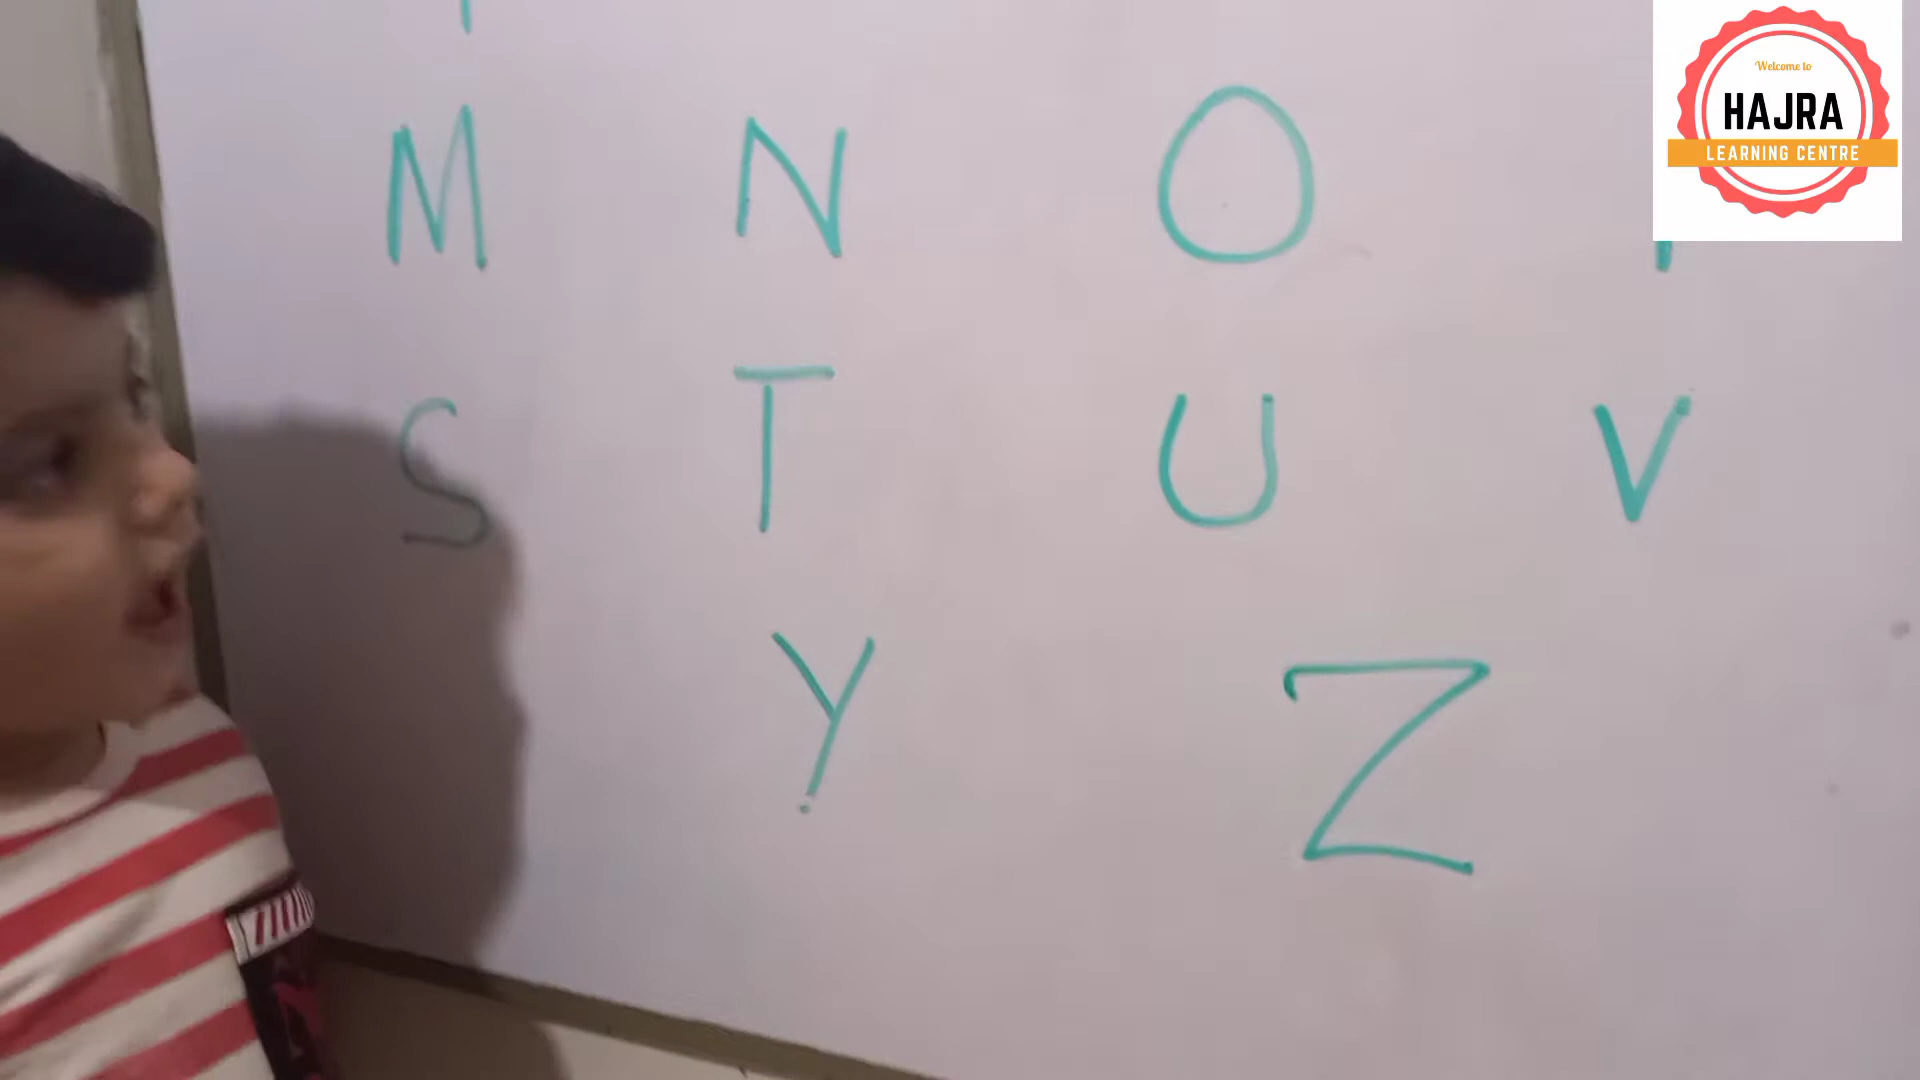 Welcome to
HAJRA
LEARNING CENTRE
M N O
S T U V
Y Z